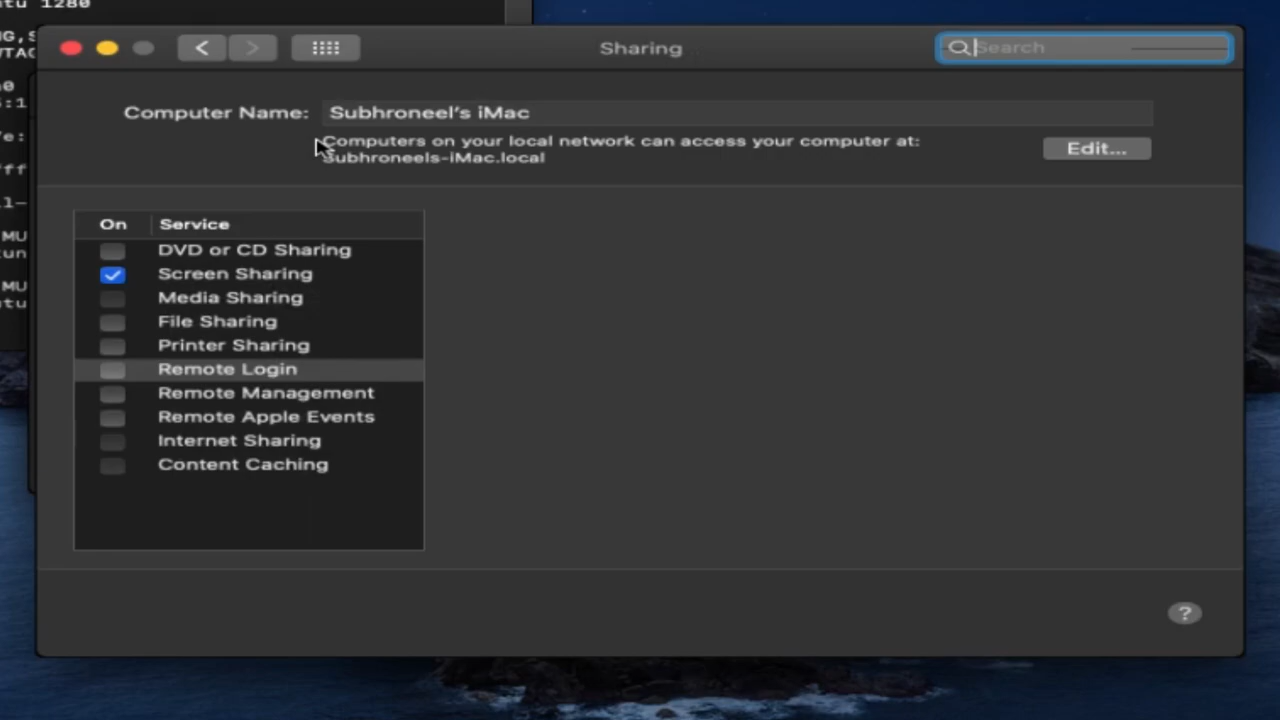 tu 1280
Sharing
Search
Computer Name: Subhroneel's iMac
Computers on your local network can access your computer at:
Subhroneels-iMac.local
Edit...
On Service
DVD or CD Sharing
Screen Sharing
Media Sharing
File Sharing
Printer Sharing
Remote Login
Remote Management
Remote Apple Events
Internet Sharing
Content Caching
?